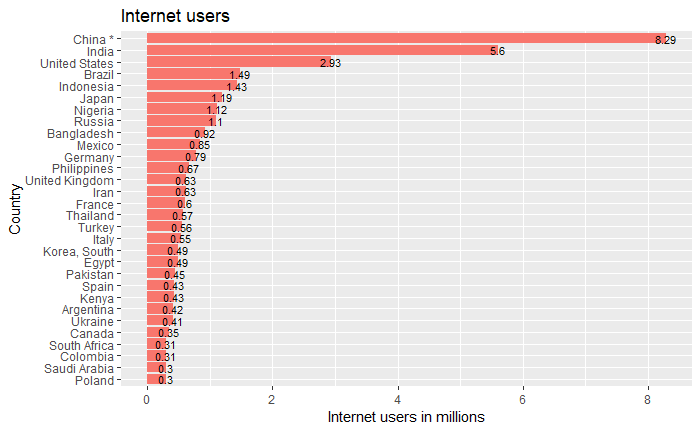 Internet users
Country
China * 8.29
India 5.6
United States 2.93
Brazil 1.49
Indonesia 1.43
Japan 1.19
Nigeria 1.12
Russia 1.1
Bangladesh 0.92
Mexico 0.85
Germany 0.79
Philippines 0.67
United Kingdom 0.63
Iran 0.63
France 0.6
Thailand 0.57
Turkey 0.56
Italy 0.55
Korea, South 0.49
Egypt 0.49
Pakistan 0.45
Spain 0.43
Kenya 0.43
Argentina 0.42
Ukraine 0.41
Canada 0.35
South Africa 0.31
Colombia 0.31
Saudi Arabia 0.3
Poland 0.3
0 2 4 6 8
Internet users in millions